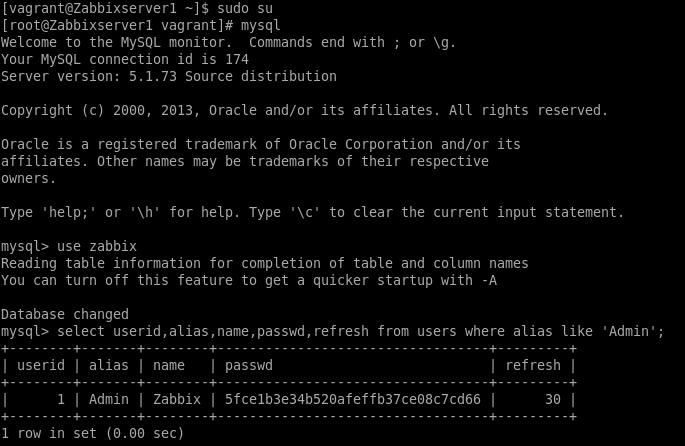 [vagrant@Zabbixserver1 ~]$ sudo su
[root@Zabbixserver1 vagrant]# mysql
Welcome to the MySQL monitor.  Commands end with ; or \g.
Your MySQL connection id is 174
Server version: 5.1.73 Source distribution

Copyright (c) 2000, 2013, Oracle and/or its affiliates. All rights reserved.

Oracle is a registered trademark of Oracle Corporation and/or its
affiliates. Other names may be trademarks of their respective
owners.

Type 'help;' or '\h' for help. Type '\c' to clear the current input statement.

mysql> use zabbix
Reading table information for completion of table and column names
You can turn off this feature to get a quicker startup with -A

Database changed
mysql> select userid,alias,name,passwd,refresh from users where alias like 'Admin';
+--------+-------+--------+----------------------------------+---------+
| userid | alias | name   | passwd                           | refresh |
+--------+-------+--------+----------------------------------+---------+
|      1 | Admin | Zabbix | 5fce1b3e34b520afeffb37ce08c7cd66 |      30 |
+--------+-------+--------+----------------------------------+---------+
1 row in set (0.00 sec)